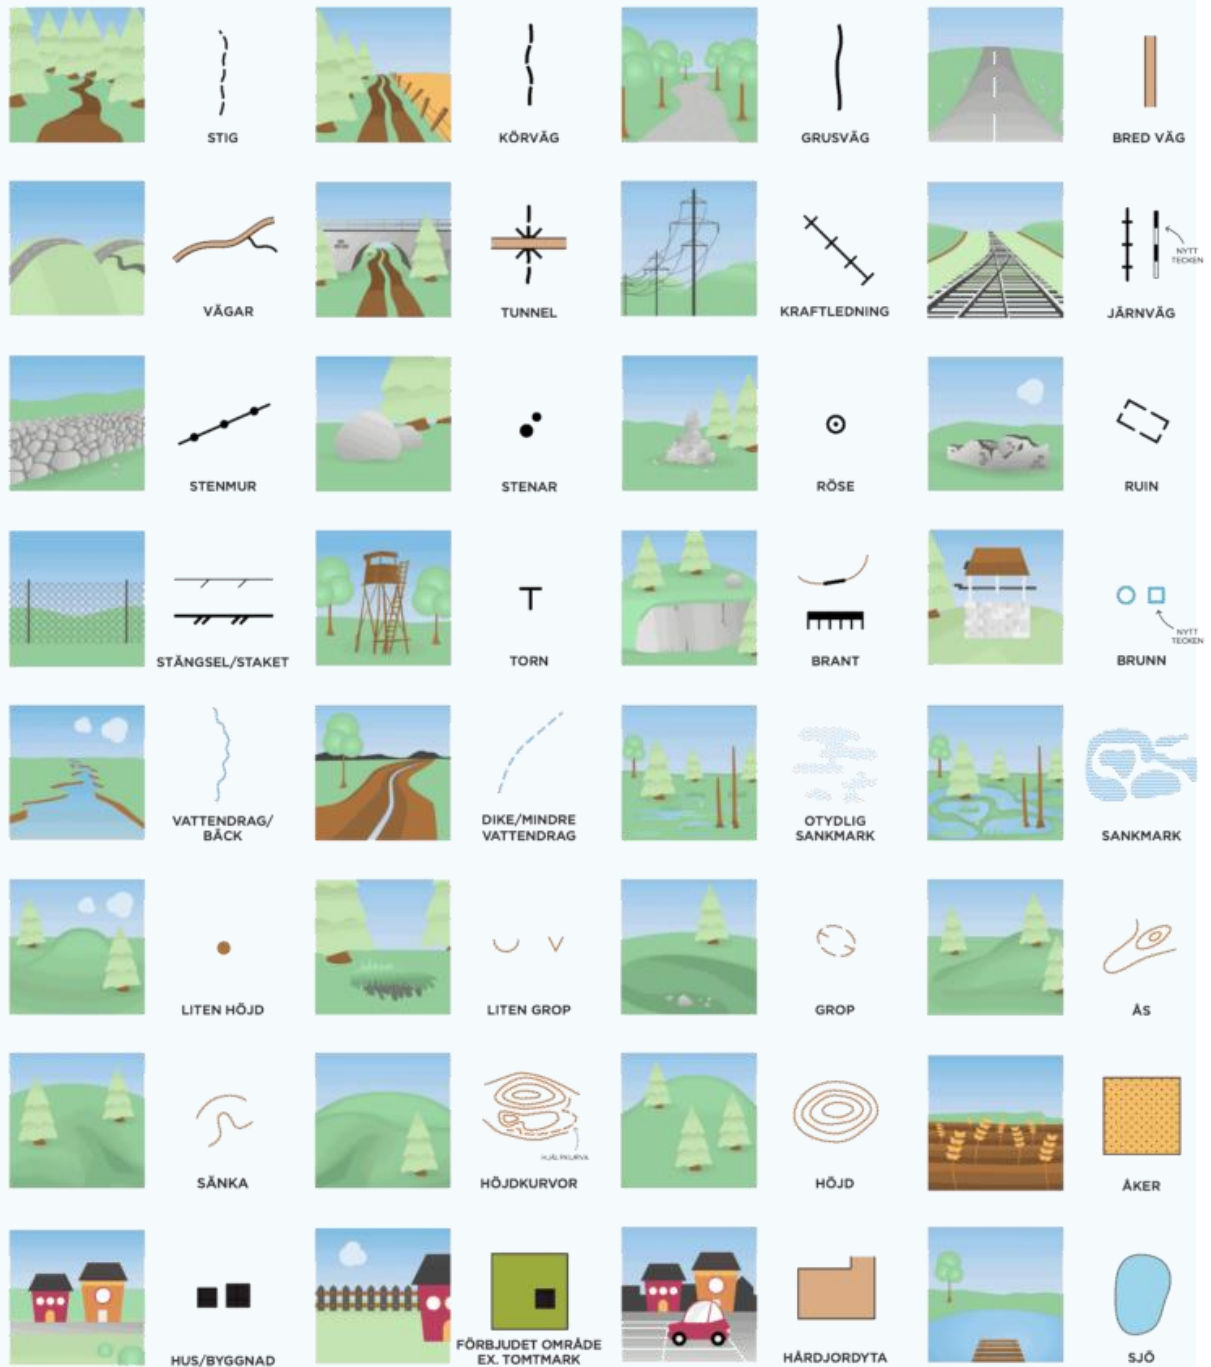 STIG
KÖRVÄG
GRUSVÄG
BRED VÄG
VÄGAR
TUNNEL
KRAFTLEDNING
NYTT
TECKEN
JÄRNVÄG
STENMUR
STENAR
RÖSE
RUIN
STÄNGSEL/STAKET
TORN
BRANT
NYTT
TECKEN
BRUNN
VATTENDRAG/
BÄCK
DIKE/MINDRE
VATTENDRAG
OTYDLIG
SANKMARK
SANKMARK
LITEN HÖJD
LITEN GROP
GROP
ÅS
SÄNKA
HJÄLPKURVA
HÖJDKURVOR
HÖJD
ÅKER
HUS/BYGGNAD
FÖRBJUDET OMRÅDE
EX. TOMTMARK
HÅRDJORDYTA
SJÖ